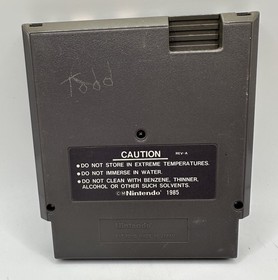 Todd
CAUTION REV-A
•DO NOT STORE IN EXTREME TEMPERATURES.
•DO NOT IMMERSE IN WATER.
•DO NOT CLEAN WITH BENZENE, THINNER,
ALCOHOL OR OTHER SUCH SOLVENTS.
©Nintendo® 1985
Nintendo